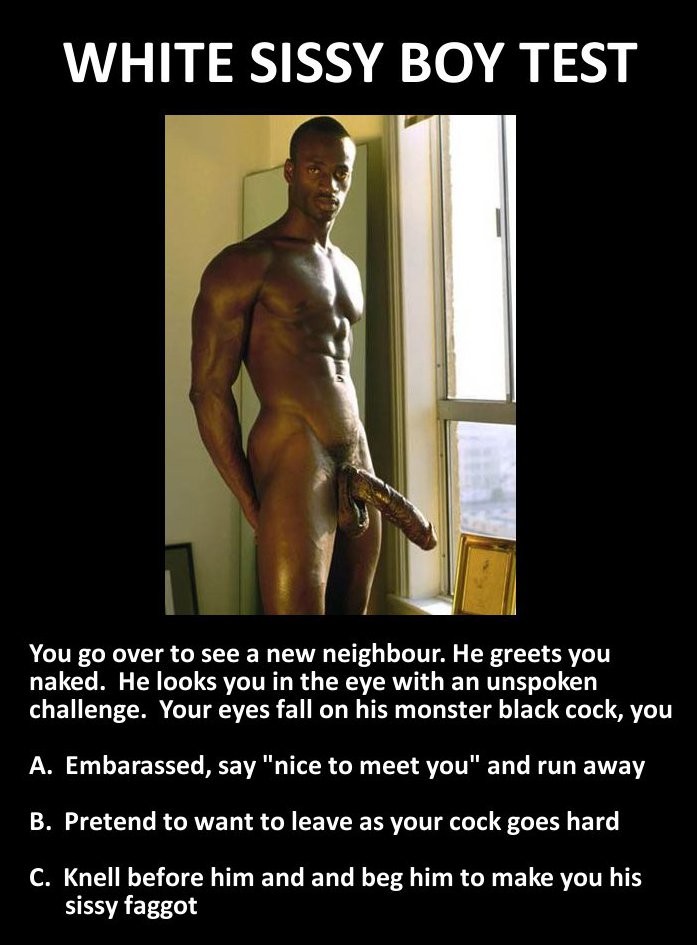 WHITE SISSY BOY TEST
You go over to see a new neighbour. He greets you
naked.  He looks you in the eye with an unspoken
challenge.  Your eyes fall on his monster black cock, you
A.  Embarassed, say "nice to meet you" and run away
B.  Pretend to want to leave as your cock goes hard
C.  Knell before him and and beg him to make you his
sissy faggot